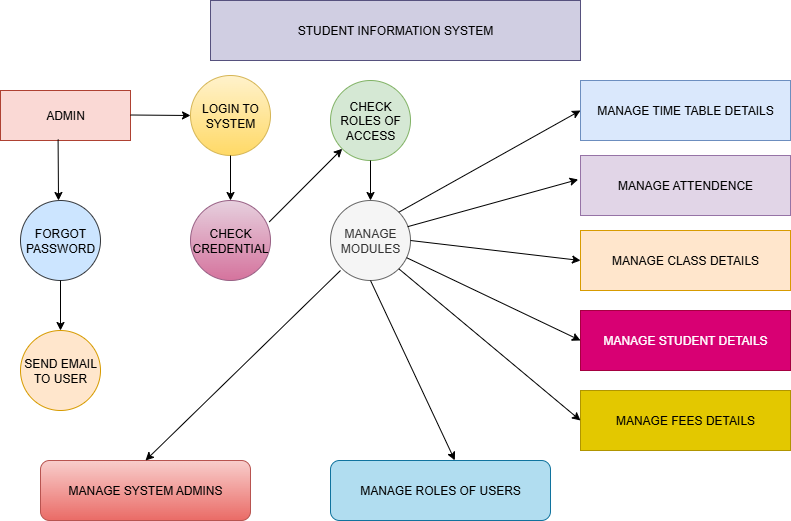 STUDENT INFORMATION SYSTEM
ADMIN
LOGIN TO
SYSTEM
CHECK
ROLES OF
ACCESS
MANAGE TIME TABLE DETAILS
MANAGE ATTENDENCE
FORGOT
PASSWORD
CHECK
CREDENTIAL
MANAGE
MODULES
MANAGE CLASS DETAILS
MANAGE STUDENT DETAILS
SEND EMAIL
TO USER
MANAGE FEES DETAILS
MANAGE SYSTEM ADMINS
MANAGE ROLES OF USERS